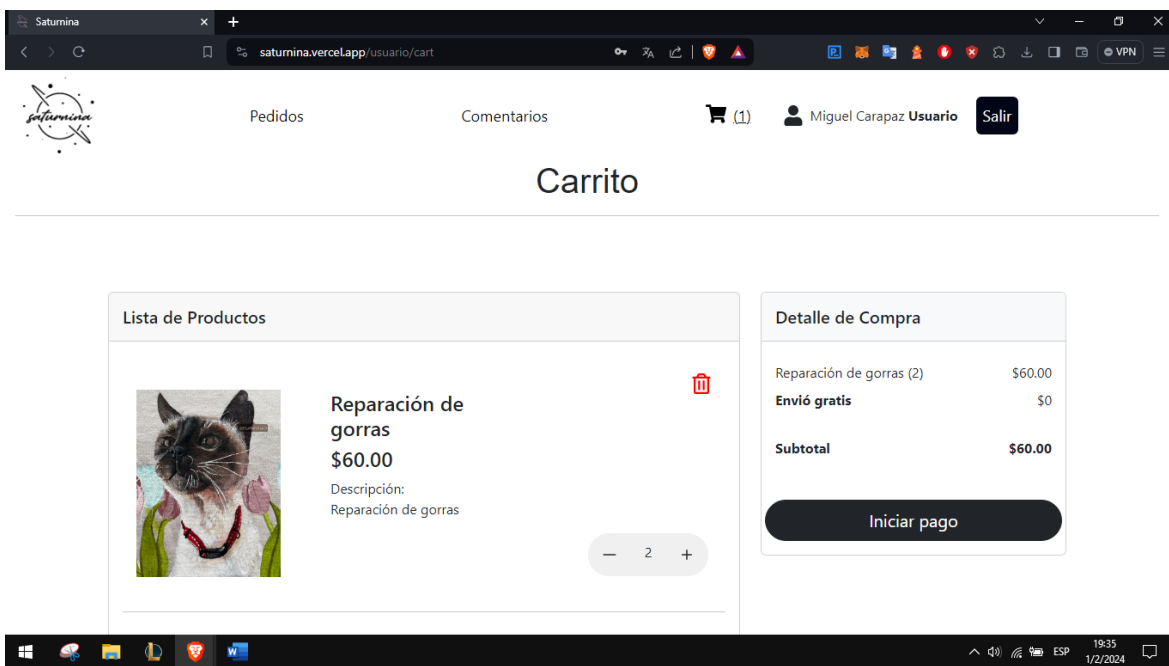 Saturnina
saturnina.vercel.app/usuario/cart
VPN
saturnina
Pedidos
Comentarios
(1)
Miguel Carapaz Usuario
Salir
Carrito
Lista de Productos
Reparación de
gorras
$60.00
Descripción:
Reparación de gorras
2
Detalle de Compra
Reparación de gorras (2) $60.00
Envió gratis $0
Subtotal $60.00
Iniciar pago
ESP
19:35
1/2/2024